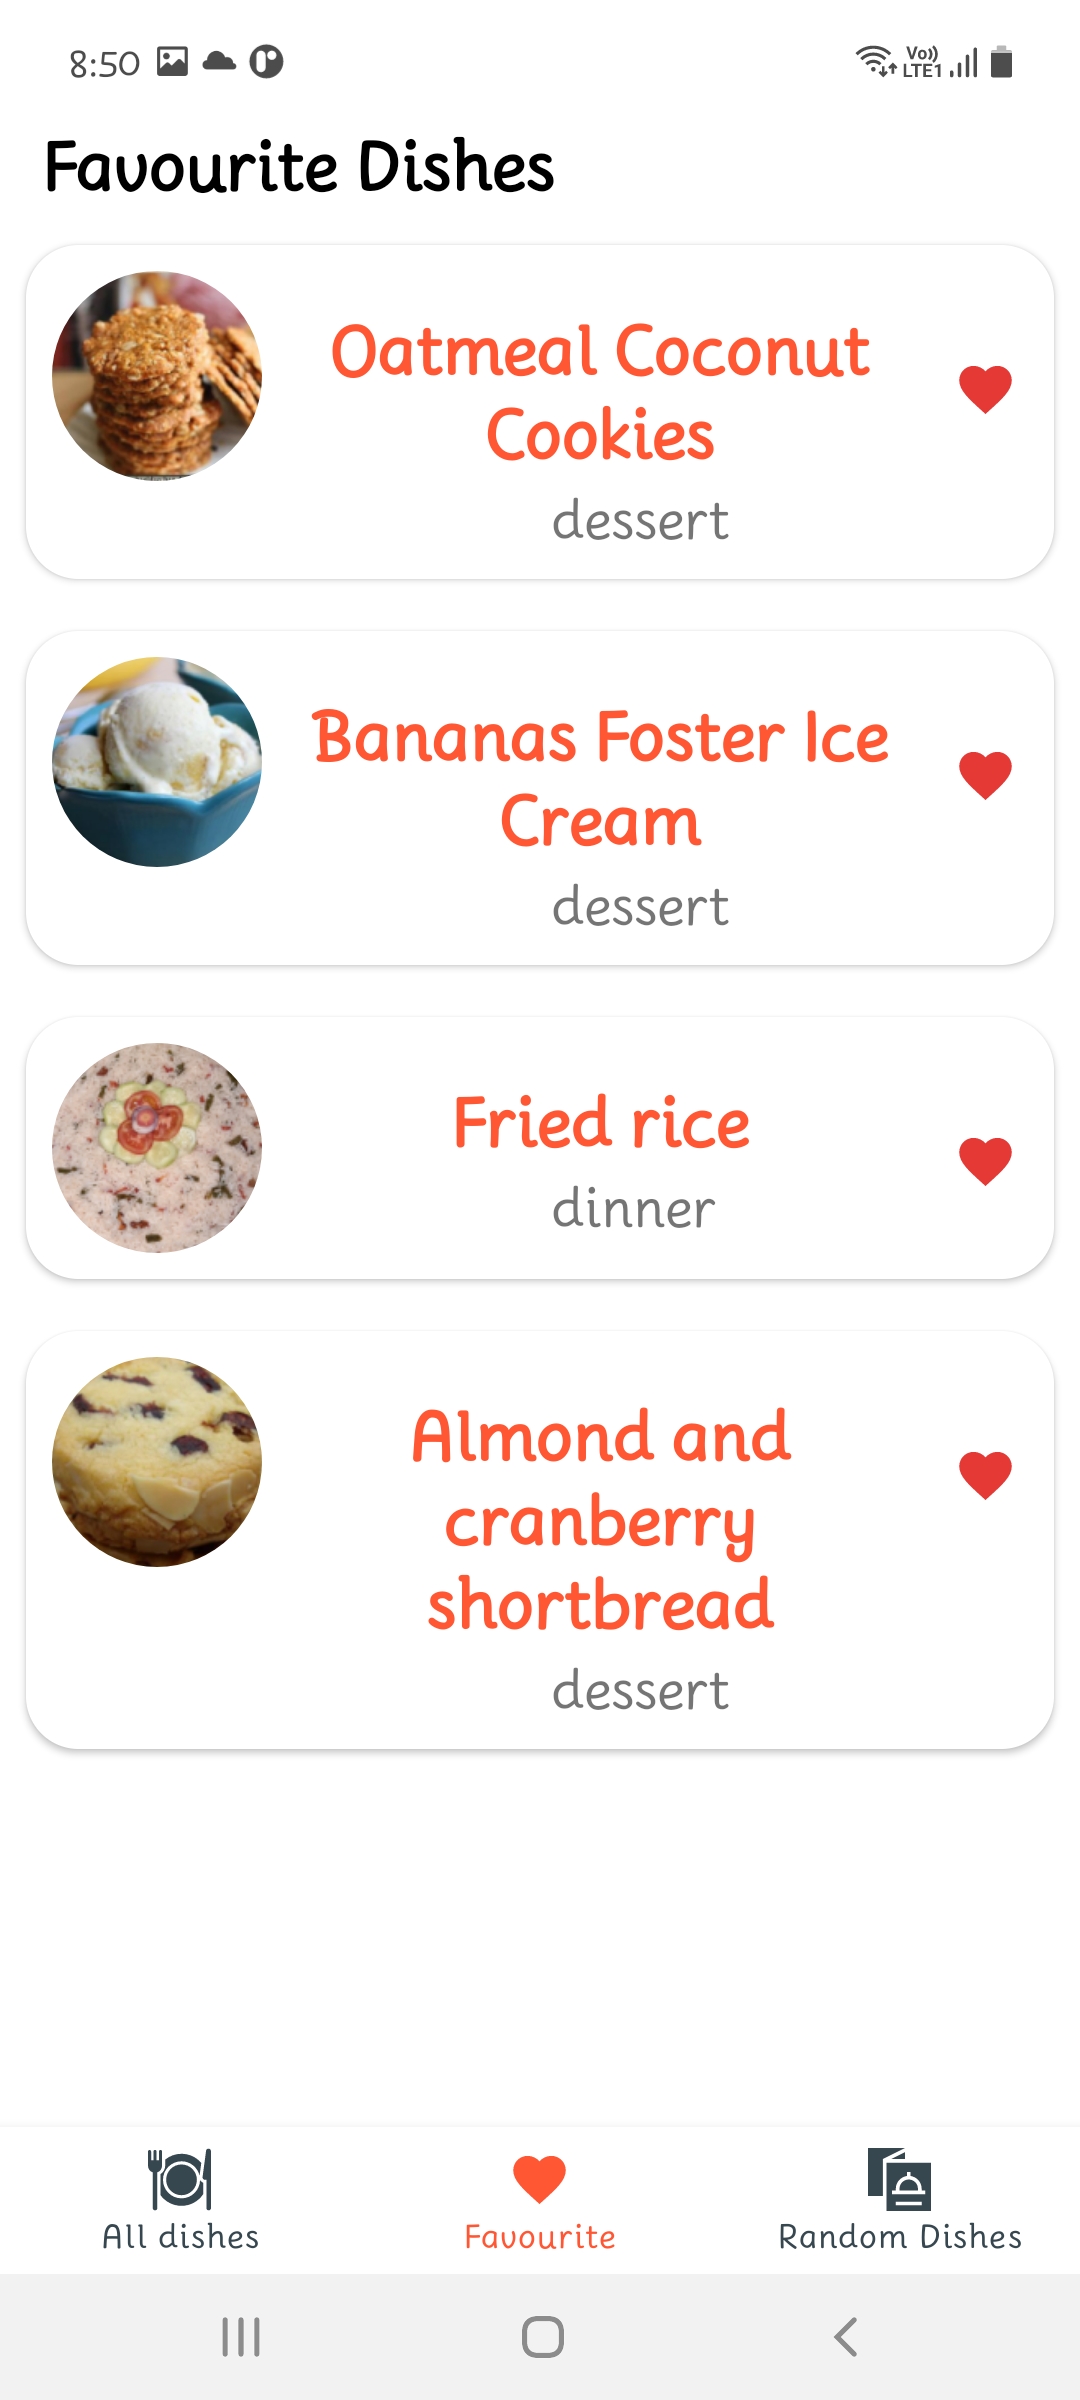 8:50
Vo))
LTE1
Favourite Dishes
Oatmeal Coconut
Cookies
dessert
Bananas Foster Ice
Cream
dessert
Fried rice
dinner
Almond and
cranberry
shortbread
dessert
All dishes
Favourite
Random Dishes